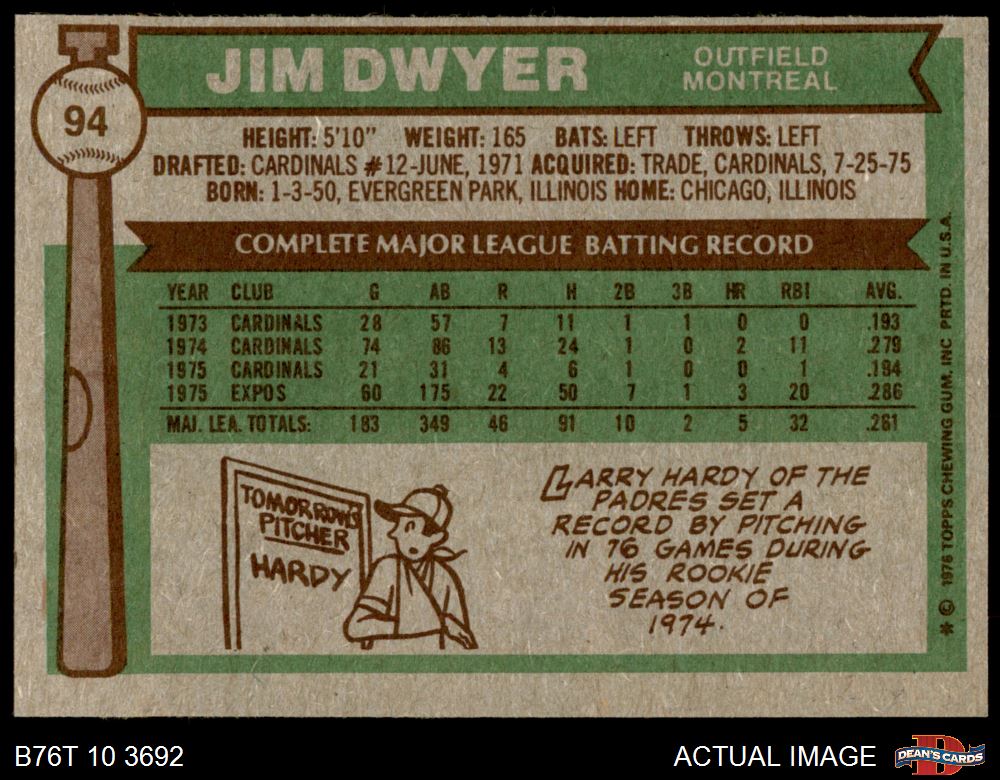 94
JIM DWYER
OUTFIELD
MONTREAL
HEIGHT: 5'10" WEIGHT: 165 BATS: LEFT THROWS: LEFT
DRAFTED: CARDINALS #12-JUNE, 1971 ACQUIRED: TRADE, CARDINALS, 7-25-75
BORN: 1-3-50, EVERGREEN PARK, ILLINOIS HOME: CHICAGO, ILLINOIS
COMPLETE MAJOR LEAGUE BATTING RECORD
YEAR CLUB G AB R H 2B 3B HR RBI AVG.
1973 CARDINALS 28 57 7 11 1 1 0 0 .193
1974 CARDINALS 74 86 13 24 1 0 2 11 .279
1975 CARDINALS 21 31 4 6 1 0 0 1 .194
1975 EXPOS 60 175 22 50 7 1 3 20 .286
MAJ. LEA. TOTALS: 183 349 46 91 10 2 5 32 .261
TOMORROW'S
PITCHER
HARDY
LARRY HARDY OF THE
PADRES SET A
RECORD BY PITCHING
IN 76 GAMES DURING
HIS ROOKIE
SEASON OF
1974.
* © 1976 TOPPS CHEWING GUM, INC PRTD. IN U.S.A.
B76T 10 3692
ACTUAL IMAGE
DEAN'S CARDS